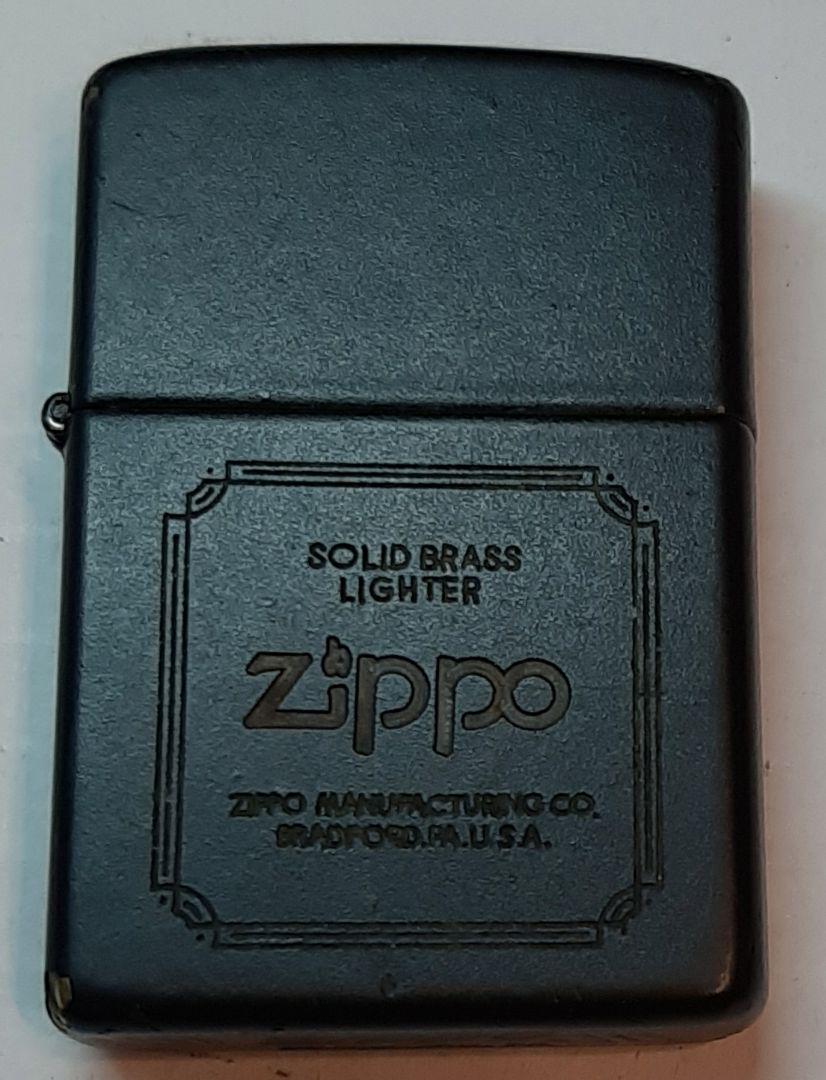 SOLID BRASS
LIGHTER
Zippo
ZIPPO MANUFACTURING CO.
BRADFORD.PA.U.S.A.